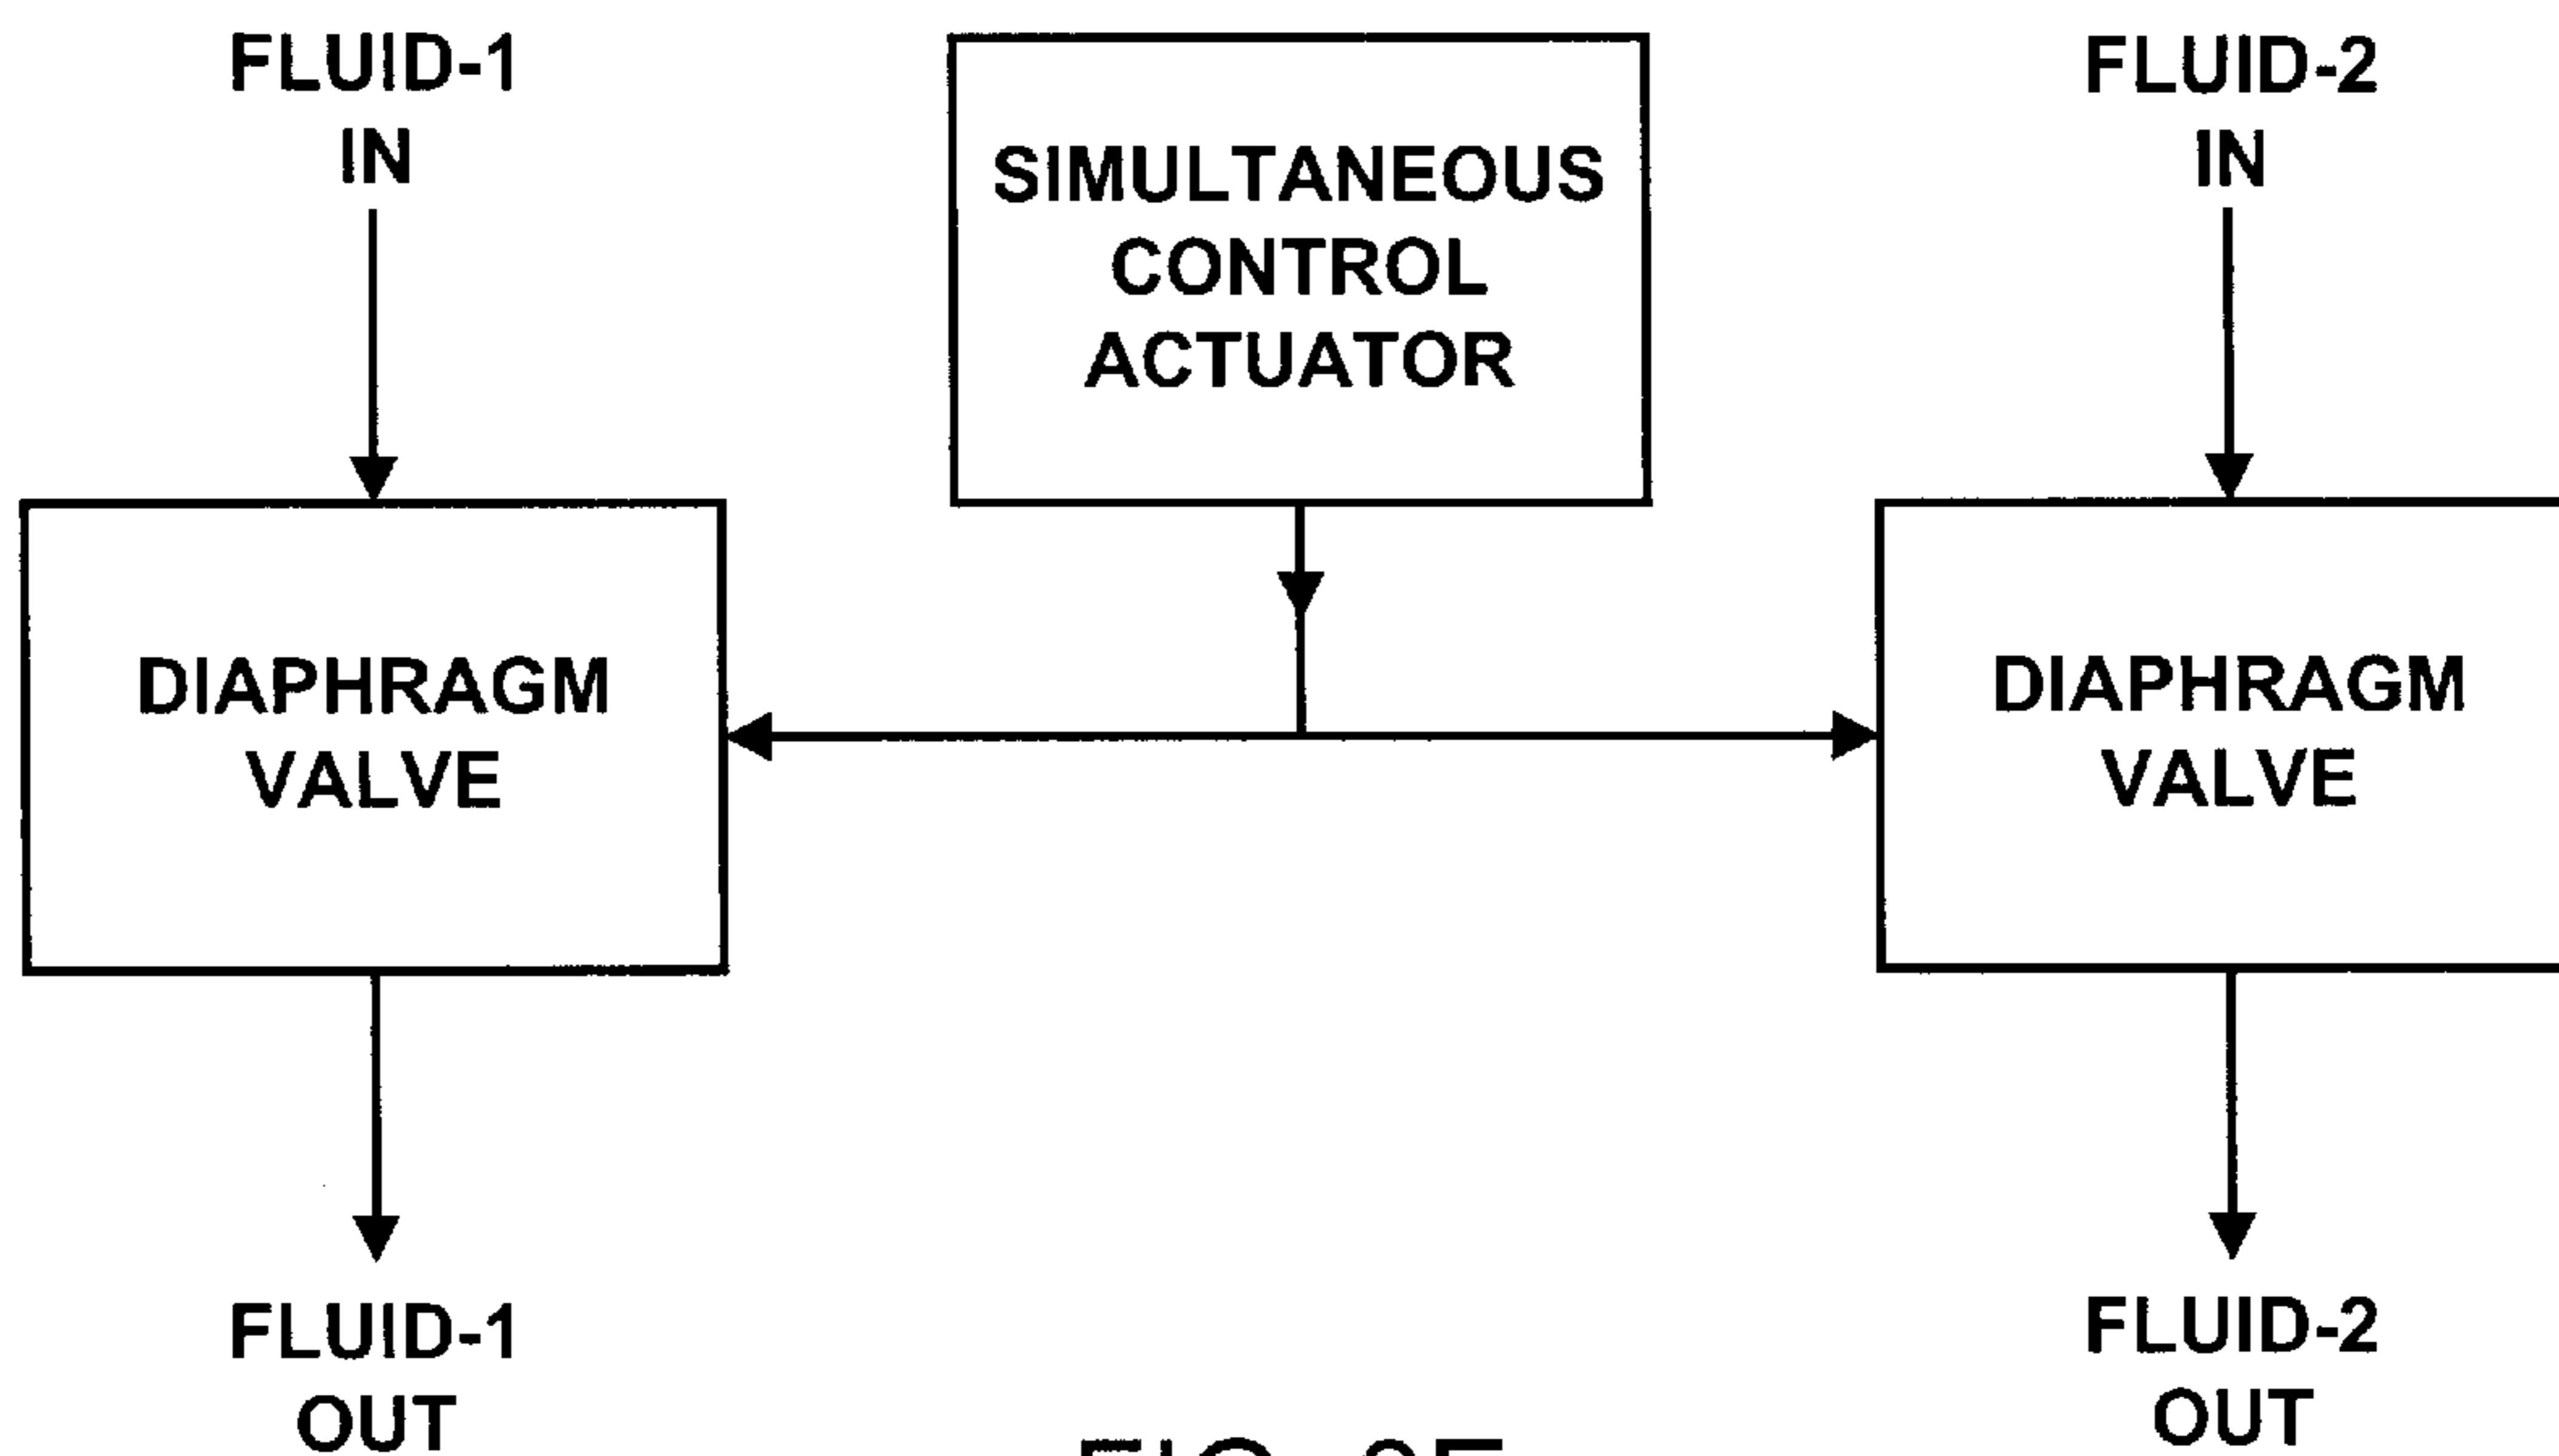 FLUID-1
IN
SIMULTANEOUS
CONTROL
ACTUATOR
FLUID-2
IN
DIAPHRAGM
VALVE
DIAPHRAGM
VALVE
FLUID-1
OUT
FLUID-2
OUT
FIG.